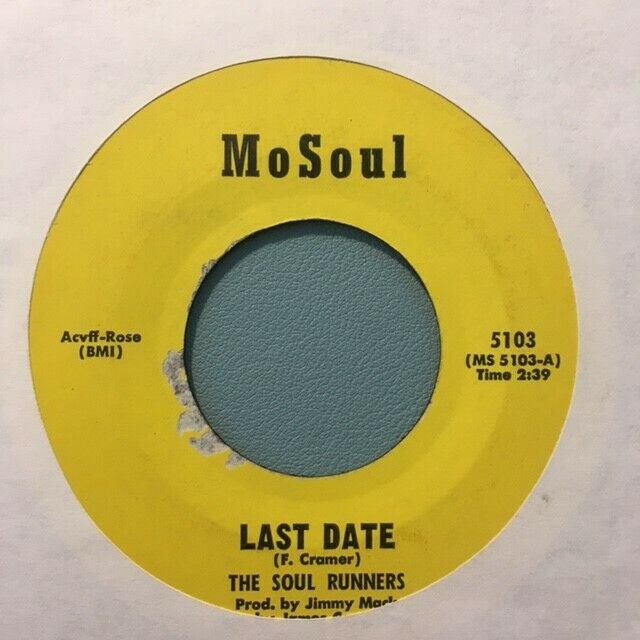 MoSoul
Acvff-Rose
(BMI)
5103
(MS 5103-A)
Time 2:39
LAST DATE
(F. Cramer)
THE SOUL RUNNERS
Prod. by Jimmy
James